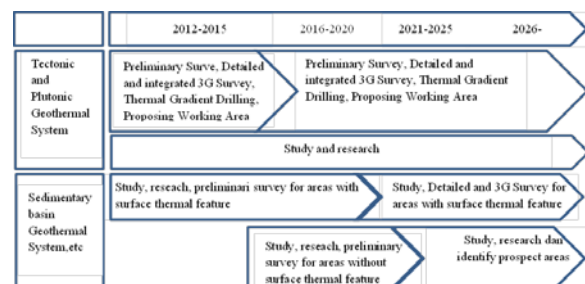 2012-2015 2016-2020 2021-2025 2026-
Tectonic
and
Plutonic
Geothermal
System
Preliminary Surve, Detailed
and integrated 3G Survey,
Thermal Gradient Drilling,
Proposing Working Area
Preliminary Survey, Detailed and
integrated 3G Survey, Thermal Gradient
Drilling, Proposing Working Area
Study and research
Sedimentary
basin
Geothermal
System,etc
Study, reseach, preliminari survey for areas with
surface thermal feature
Study, Detailed and 3G Survey for
areas with surface thermal feature
Study, reseach, preliminary
survey for areas without
surface thermal feature
Study, research dan
identify prospect areas